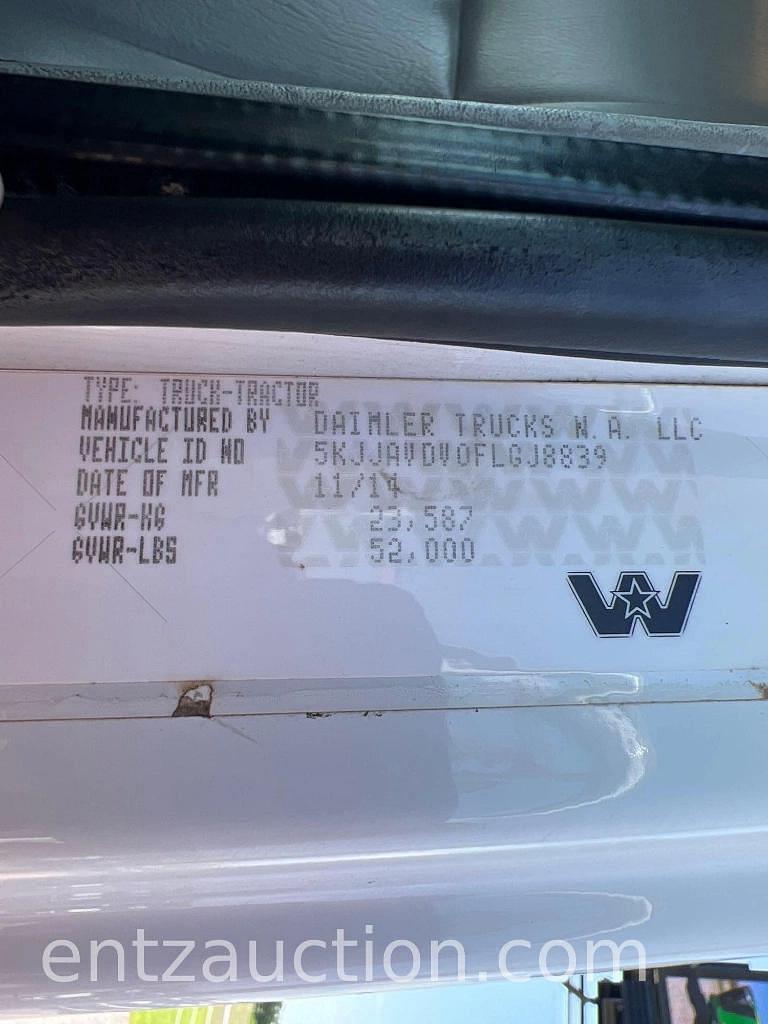 TYPE: TRUCK-TRACTOR
MANUFACTURED BY DAIMLER TRUCKS N.A. LLC
VEHICLE ID NO 5KJJAVDV0FLGJ8839
DATE OF MFR 11/14
GVWR-KG 23,587
GVWR-LBS 52,000
W
entzauction.com